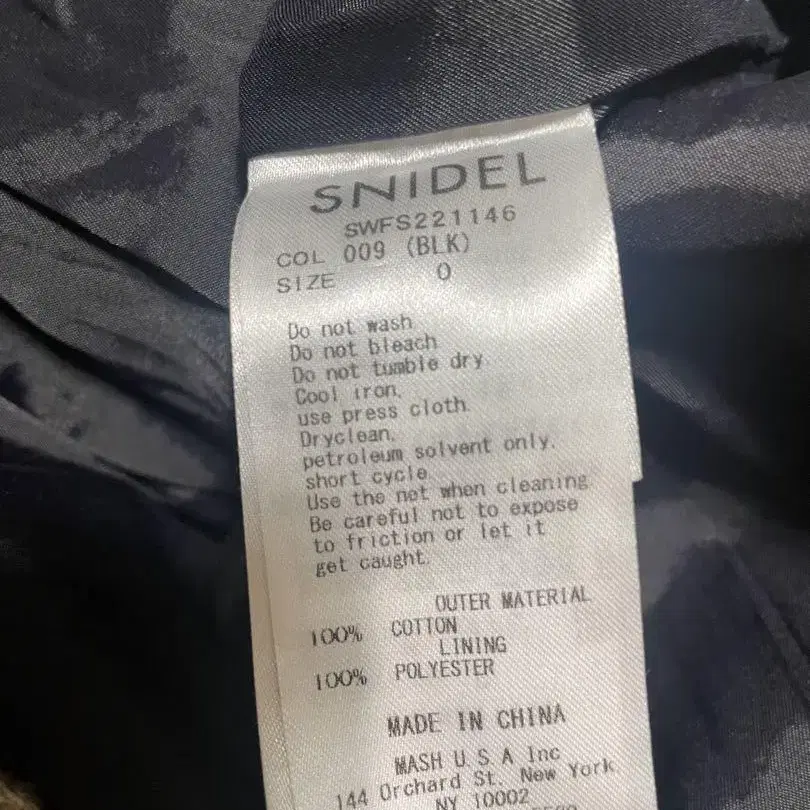 SNIDEL
SWFS221146
COL 009 (BLK)
SIZE 0
Do not wash.
Do not bleach
Do not tumble dry.
Cool iron,
use press cloth.
Dryclean,
petroleum solvent only,
short cycle.
Use the net when cleaning
Be careful not to expose
to friction or let it
get caught.
OUTER MATERIAL
100% COTTON
LINING
100% POLYESTER
MADE IN CHINA
MASH U.S.A Inc
144 Orchard St. New York.
NY 10002